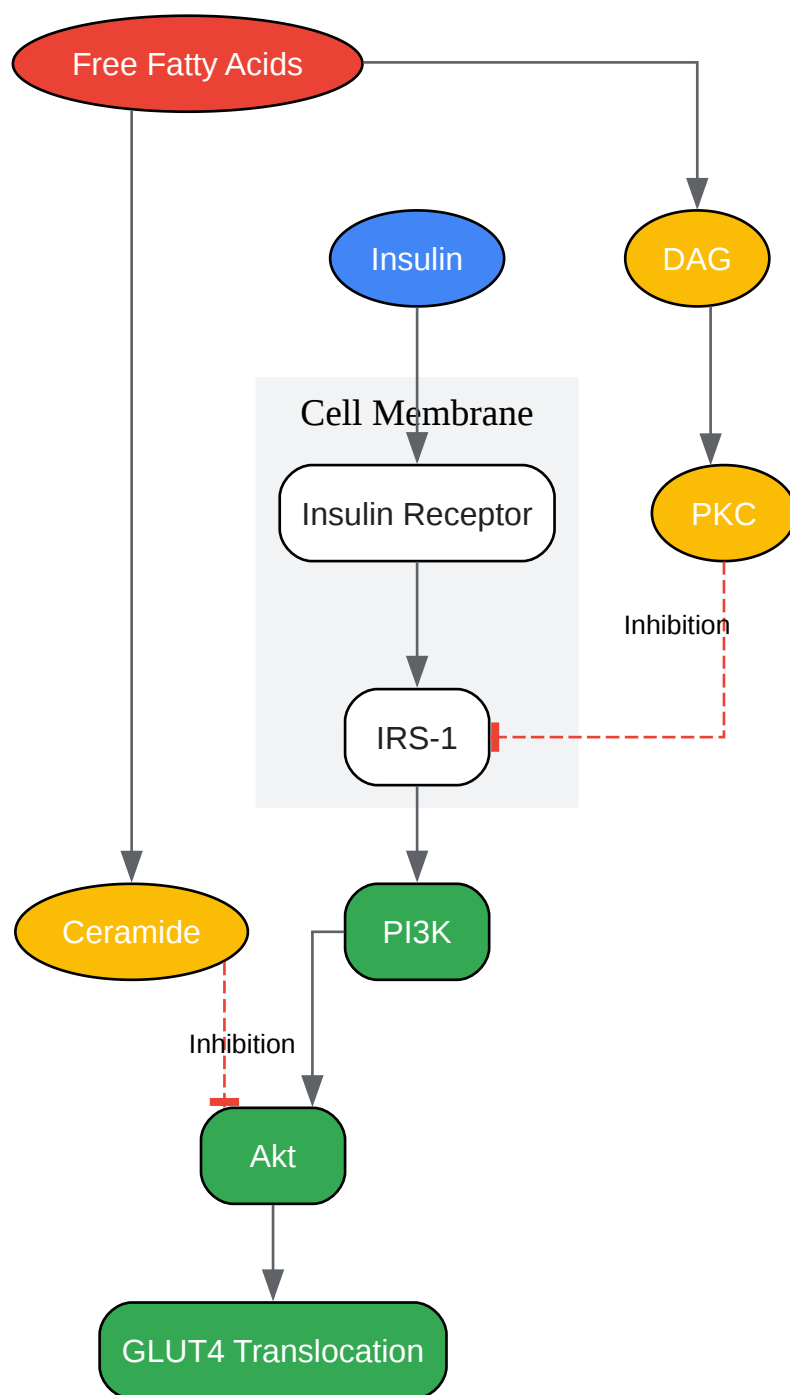 Free Fatty Acids
Insulin
DAG
Cell Membrane
Insulin Receptor
PKC
Inhibition
IRS-1
Ceramide
PI3K
Inhibition
Akt
GLUT4 Translocation